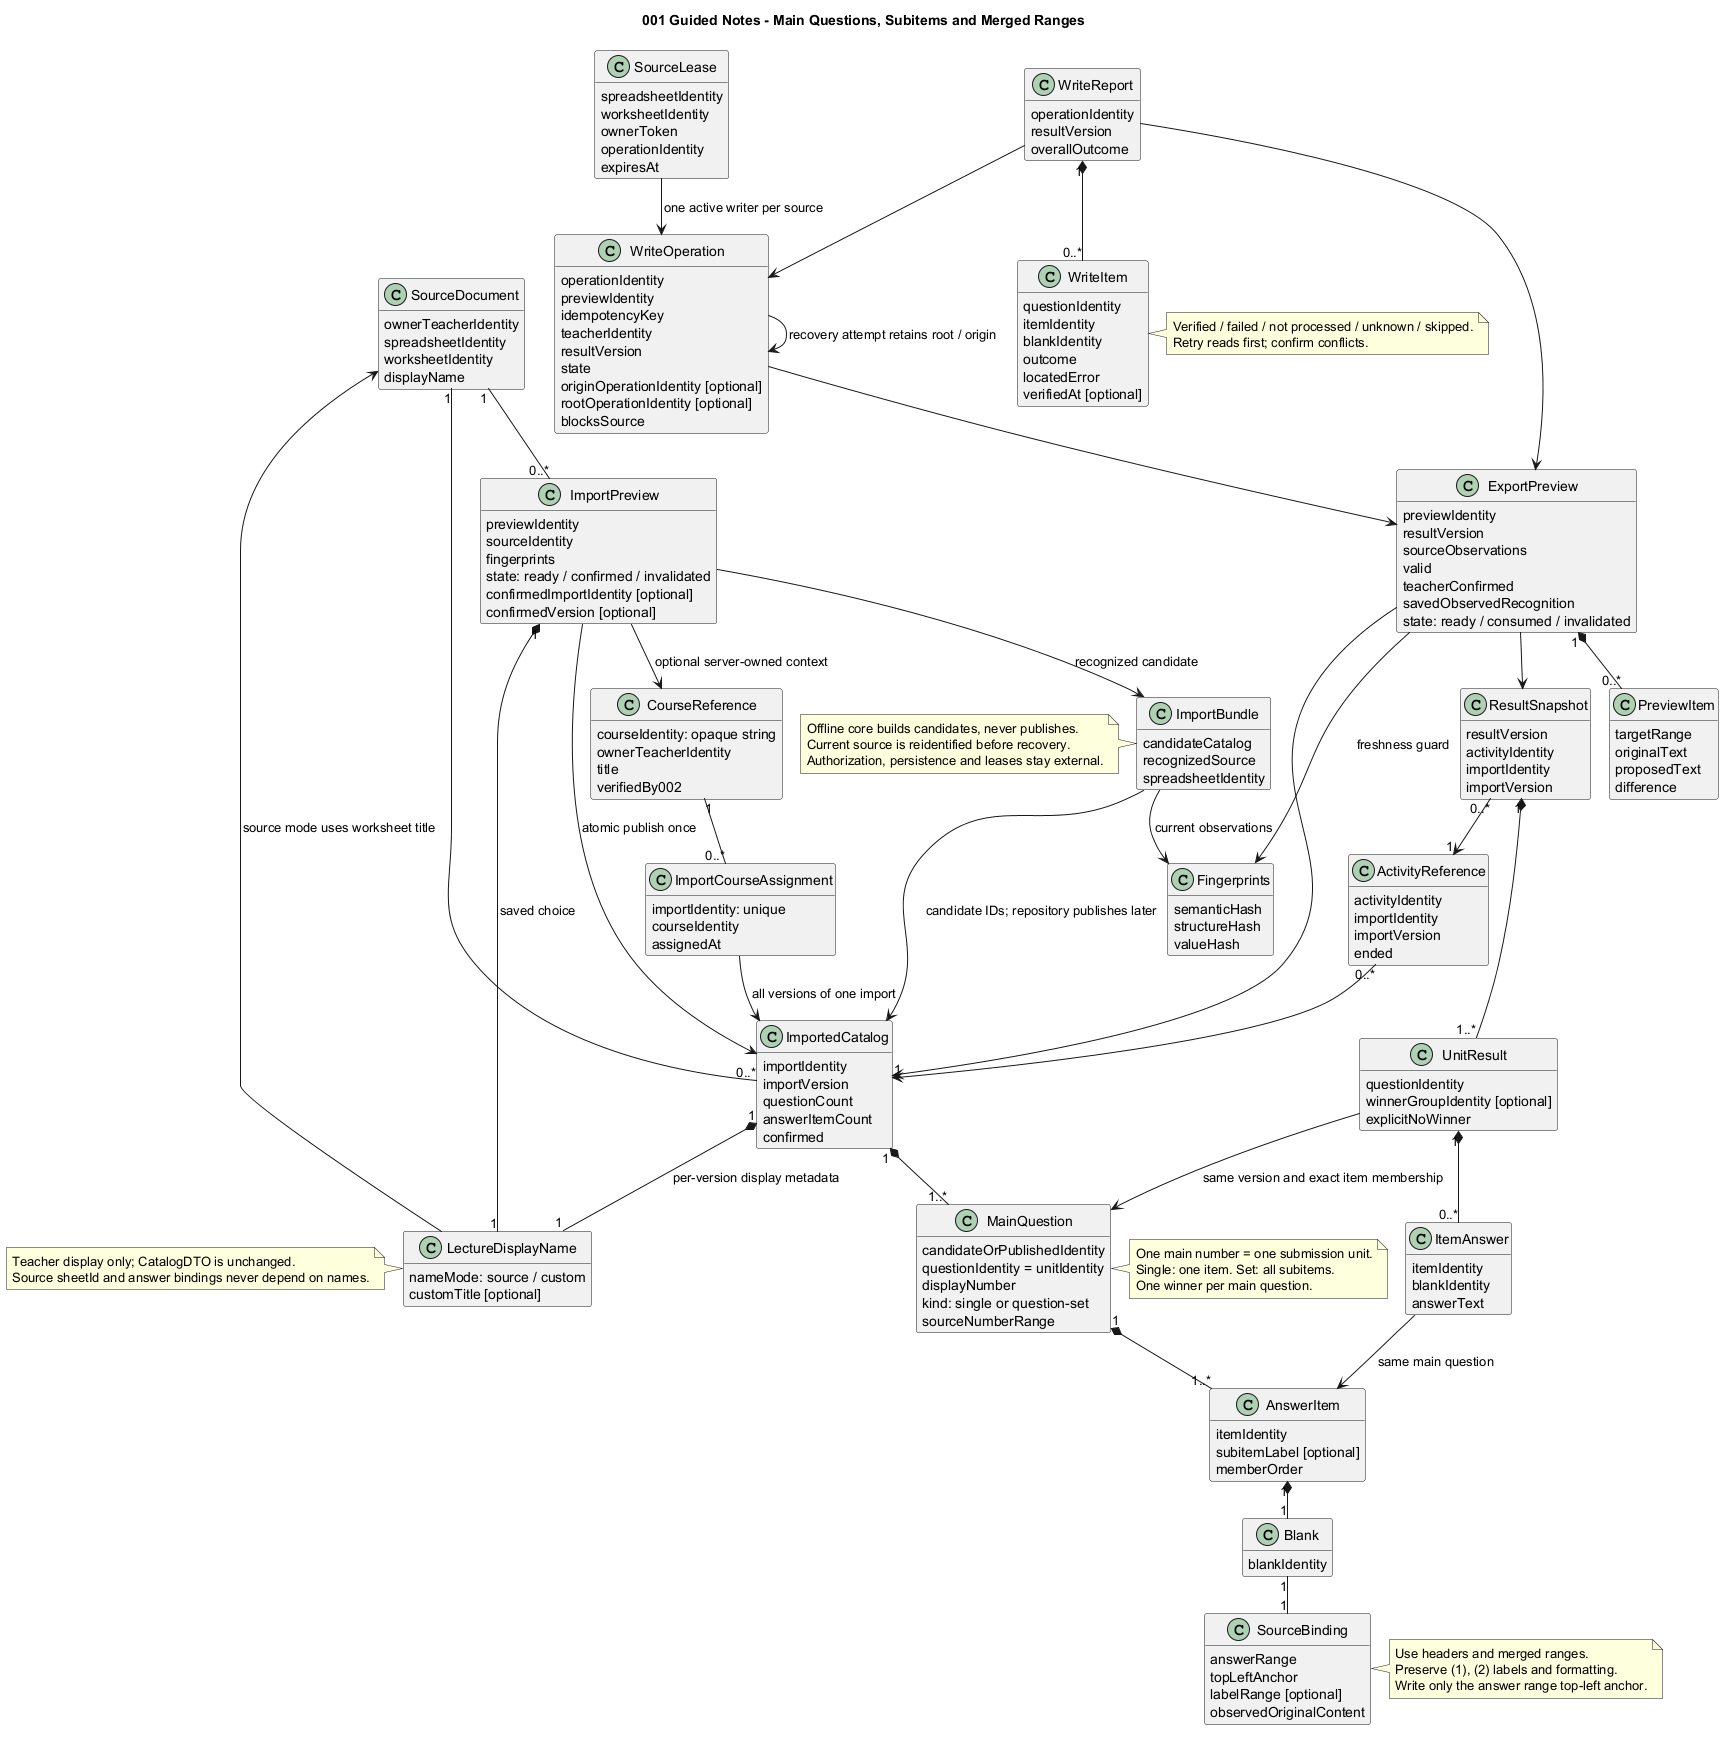 001 Guided Notes - Main Questions, Subitems and Merged Ranges
C SourceLease
spreadsheetIdentity
worksheetIdentity
ownerToken
operationIdentity
expiresAt
C WriteReport
operationIdentity
resultVersion
overallOutcome
one active writer per source
1
0..*
C WriteOperation
operationIdentity
previewIdentity
idempotencyKey
teacherIdentity
resultVersion
state
originOperationIdentity [optional]
rootOperationIdentity [optional]
blocksSource
recovery attempt retains root / origin
C WriteItem
questionIdentity
itemIdentity
blankIdentity
outcome
locatedError
verifiedAt [optional]
Verified / failed / not processed / unknown / skipped.
Retry reads first; confirm conflicts.
C SourceDocument
ownerTeacherIdentity
spreadsheetIdentity
worksheetIdentity
displayName
1
1
0..*
C ImportPreview
previewIdentity
sourceIdentity
fingerprints
state: ready / confirmed / invalidated
confirmedImportIdentity [optional]
confirmedVersion [optional]
1
C ExportPreview
previewIdentity
resultVersion
sourceObservations
valid
teacherConfirmed
savedObservedRecognition
state: ready / consumed / invalidated
1
0..*
optional server-owned context
recognized candidate
C CourseReference
courseIdentity: opaque string
ownerTeacherIdentity
title
verifiedBy002
1
0..*
Offline core builds candidates, never publishes.
Current source is reidentified before recovery.
Authorization, persistence and leases stay external.
C ImportBundle
candidateCatalog
recognizedSource
spreadsheetIdentity
freshness guard
C ResultSnapshot
resultVersion
activityIdentity
importIdentity
importVersion
0..*
1
1
C PreviewItem
targetRange
originalText
proposedText
difference
source mode uses worksheet title
atomic publish once
current observations
C ImportCourseAssignment
importIdentity: unique
courseIdentity
assignedAt
C Fingerprints
semanticHash
structureHash
valueHash
C ActivityReference
activityIdentity
importIdentity
importVersion
ended
0..*
saved choice
candidate IDs; repository publishes later
all versions of one import
1..*
C ImportedCatalog
importIdentity
importVersion
questionCount
answerItemCount
confirmed
0..*
1
1
1
C UnitResult
questionIdentity
winnerGroupIdentity [optional]
explicitNoWinner
1
0..*
per-version display metadata
same version and exact item membership
1
1
1..*
Teacher display only; CatalogDTO is unchanged.
Source sheetId and answer bindings never depend on names.
C LectureDisplayName
nameMode: source / custom
customTitle [optional]
C MainQuestion
candidateOrPublishedIdentity
questionIdentity = unitIdentity
displayNumber
kind: single or question-set
sourceNumberRange
1
1..*
One main number = one submission unit.
Single: one item. Set: all subitems.
One winner per main question.
C ItemAnswer
itemIdentity
blankIdentity
answerText
same main question
C AnswerItem
itemIdentity
subitemLabel [optional]
memberOrder
1
1
C Blank
blankIdentity
1
1
C SourceBinding
answerRange
topLeftAnchor
labelRange [optional]
observedOriginalContent
Use headers and merged ranges.
Preserve (1), (2) labels and formatting.
Write only the answer range top-left anchor.